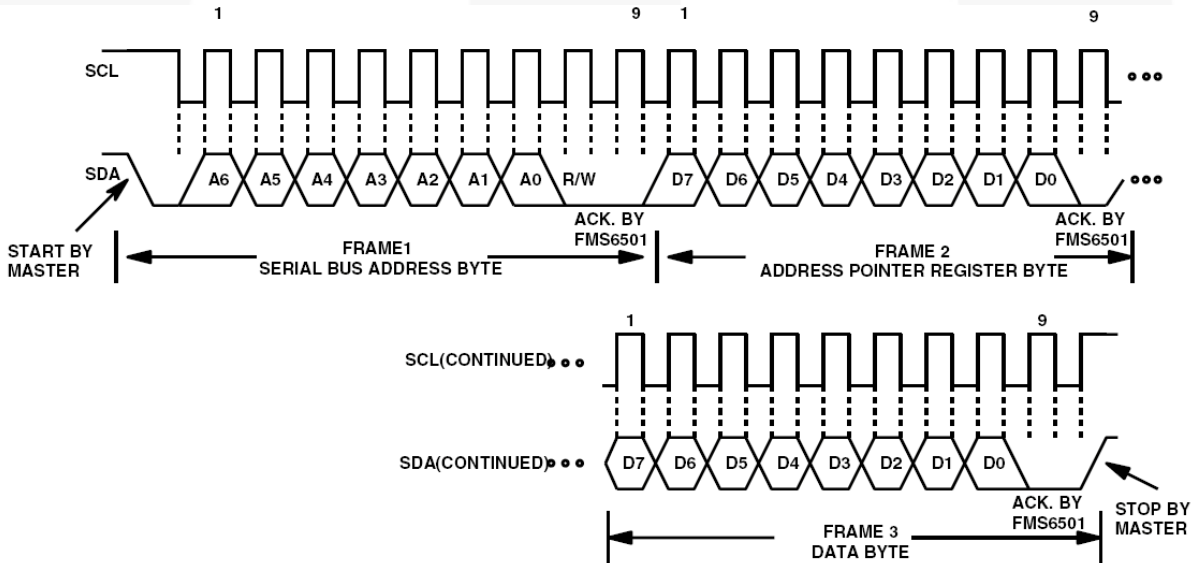 1 9 1 9
SCL
SDA A6 A5 A4 A3 A2 A1 A0 R/W D7 D6 D5 D4 D3 D2 D1 D0
START BY
MASTER
ACK. BY
FMS6501
ACK. BY
FMS6501
FRAME1
SERIAL BUS ADDRESS BYTE
FRAME 2
ADDRESS POINTER REGISTER BYTE
1 9
SCL(CONTINUED)
SDA(CONTINUED) D7 D6 D5 D4 D3 D2 D1 D0
ACK. BY
FMS6501
STOP BY
MASTER
FRAME 3
DATA BYTE